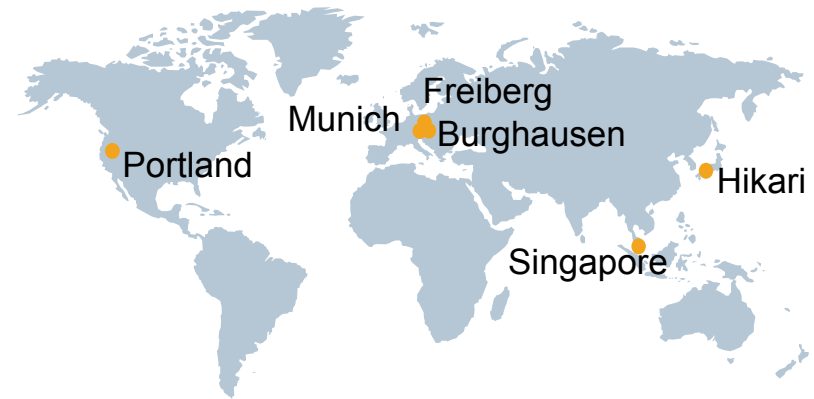 Freiberg
Munich
Burghausen
Portland
Hikari
Singapore